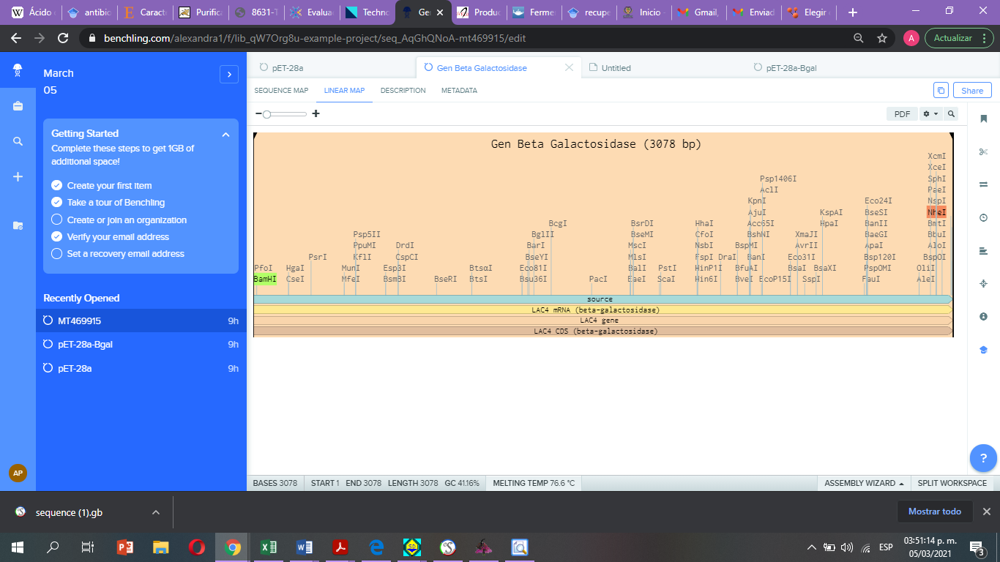 Ácido
antibió
Caract
Purifica
8631-T
Evalua
Techno
Gen
Produc
Fermen
recupe
Inicio
Gmail,
Enviad
Elegir
benchling.com/alexandra1/f/lib_qW7Org8u-example-project/seq_AqGhQNoA-mt469915/edit
A
Actualizar
March
05
Getting Started
Complete these steps to get 1GB of
additional space!
Create your first item
Take a tour of Benchling
Create or join an organization
Verify your email address
Set a recovery email address
Recently Opened
MT469915 9h
pET-28a-Bgal 9h
pET-28a 9h
AP
pET-28a
Gen Beta Galactosidase
Untitled
pET-28a-Bgal
SEQUENCE MAP LINEAR MAP DESCRIPTION METADATA
Share
PDF
Gen Beta Galactosidase (3078 bp)
XcmI
XceI
Psp1406I SphI
AclI PaeI
KpnI Eco24I NspI
AjuI KspAI BseSI NheI
BcgI BsrDI HhaI Acc65I HpaI BanII BmtI
Psp5II BglII BseMI CfoI BshNI XmaJI BaeGI BbuI
PpuMI DrdI BarI MscI NsbI BspMI AvrII ApaI AloI
PsrI KflI CspCI BseYI MlsI FspI DraI BanI Eco31I Bsp120I BspOI
PfoI HgaI MunI Esp3I BtsαI Eco81I BalI PstI HinP1I BfuAI BsaI BsaXI PspOMI OliI
BamHI CseI MfeI BsmBI BseRI BtsI Bsu36I PacI EaeI ScaI Hin6I BveI EcoP15I SspI FauI AleI
source
LAC4 mRNA (beta-galactosidase)
LAC4 gene
LAC4 CDS (beta-galactosidase)
BASES 3078 START 1 END 3078 LENGTH 3078 GC 41.16% MELTING TEMP 76.6 °C
ASSEMBLY WIZARD SPLIT WORKSPACE
?
sequence (1).gb
Mostrar todo
ESP
03:51:14 p. m.
05/03/2021
3